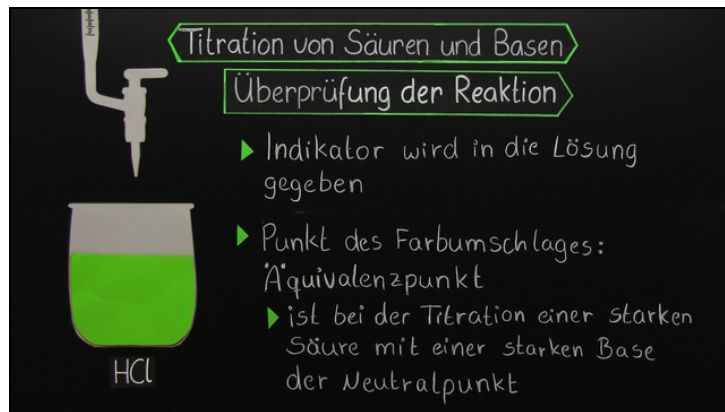 Titration von Säuren und Basen
Überprüfung der Reaktion
Indikator wird in die Lösung
gegeben
Punkt des Farbumschlages:
Äquivalenzpunkt
ist bei der Titration einer starken
Säure mit einer starken Base
der Neutralpunkt
HCl